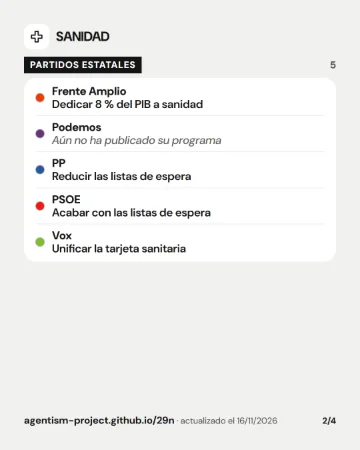 SANIDAD
PARTIDOS ESTATALES 5
Frente Amplio
Dedicar 8 % del PIB a sanidad
Podemos
Aún no ha publicado su programa
PP
Reducir las listas de espera
PSOE
Acabar con las listas de espera
Vox
Unificar la tarjeta sanitaria
agentism-project.github.io/29n · actualizado el 16/11/2026 2/4